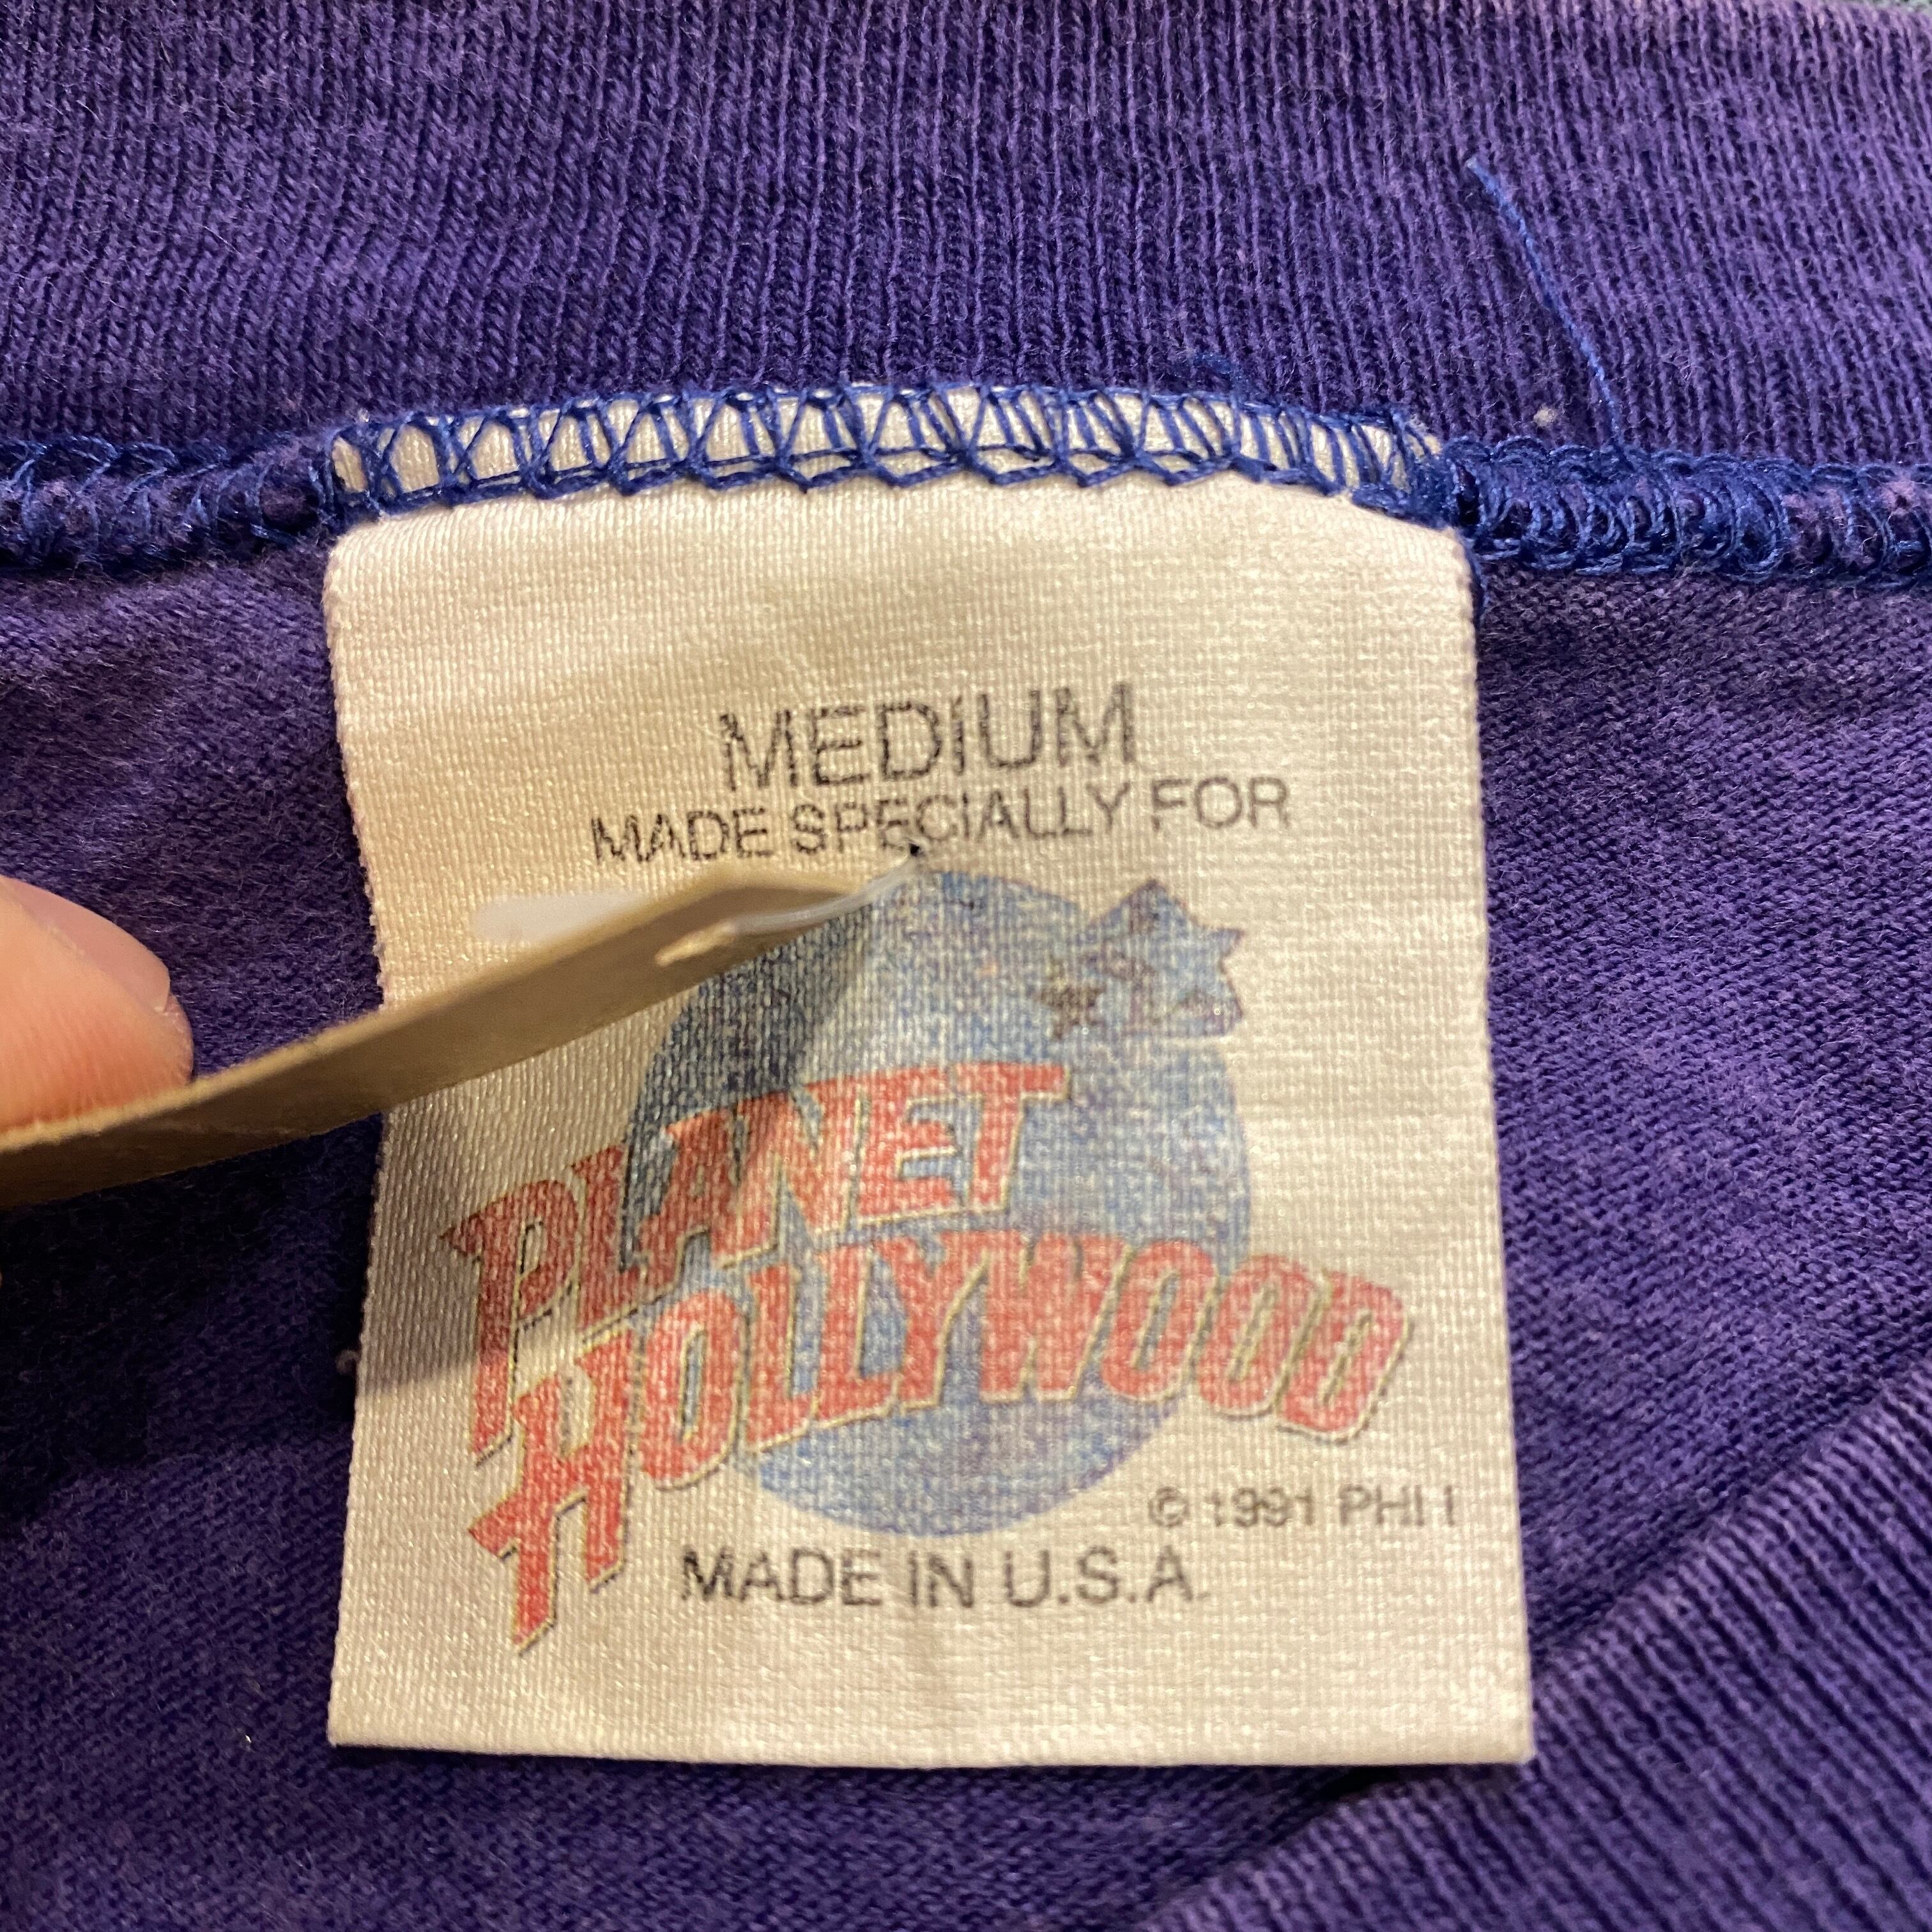 MEDIUM
MADE SPECIALLY FOR
PLANET
HOLLYWOOD
© 1991 PHI I
MADE IN U.S.A.